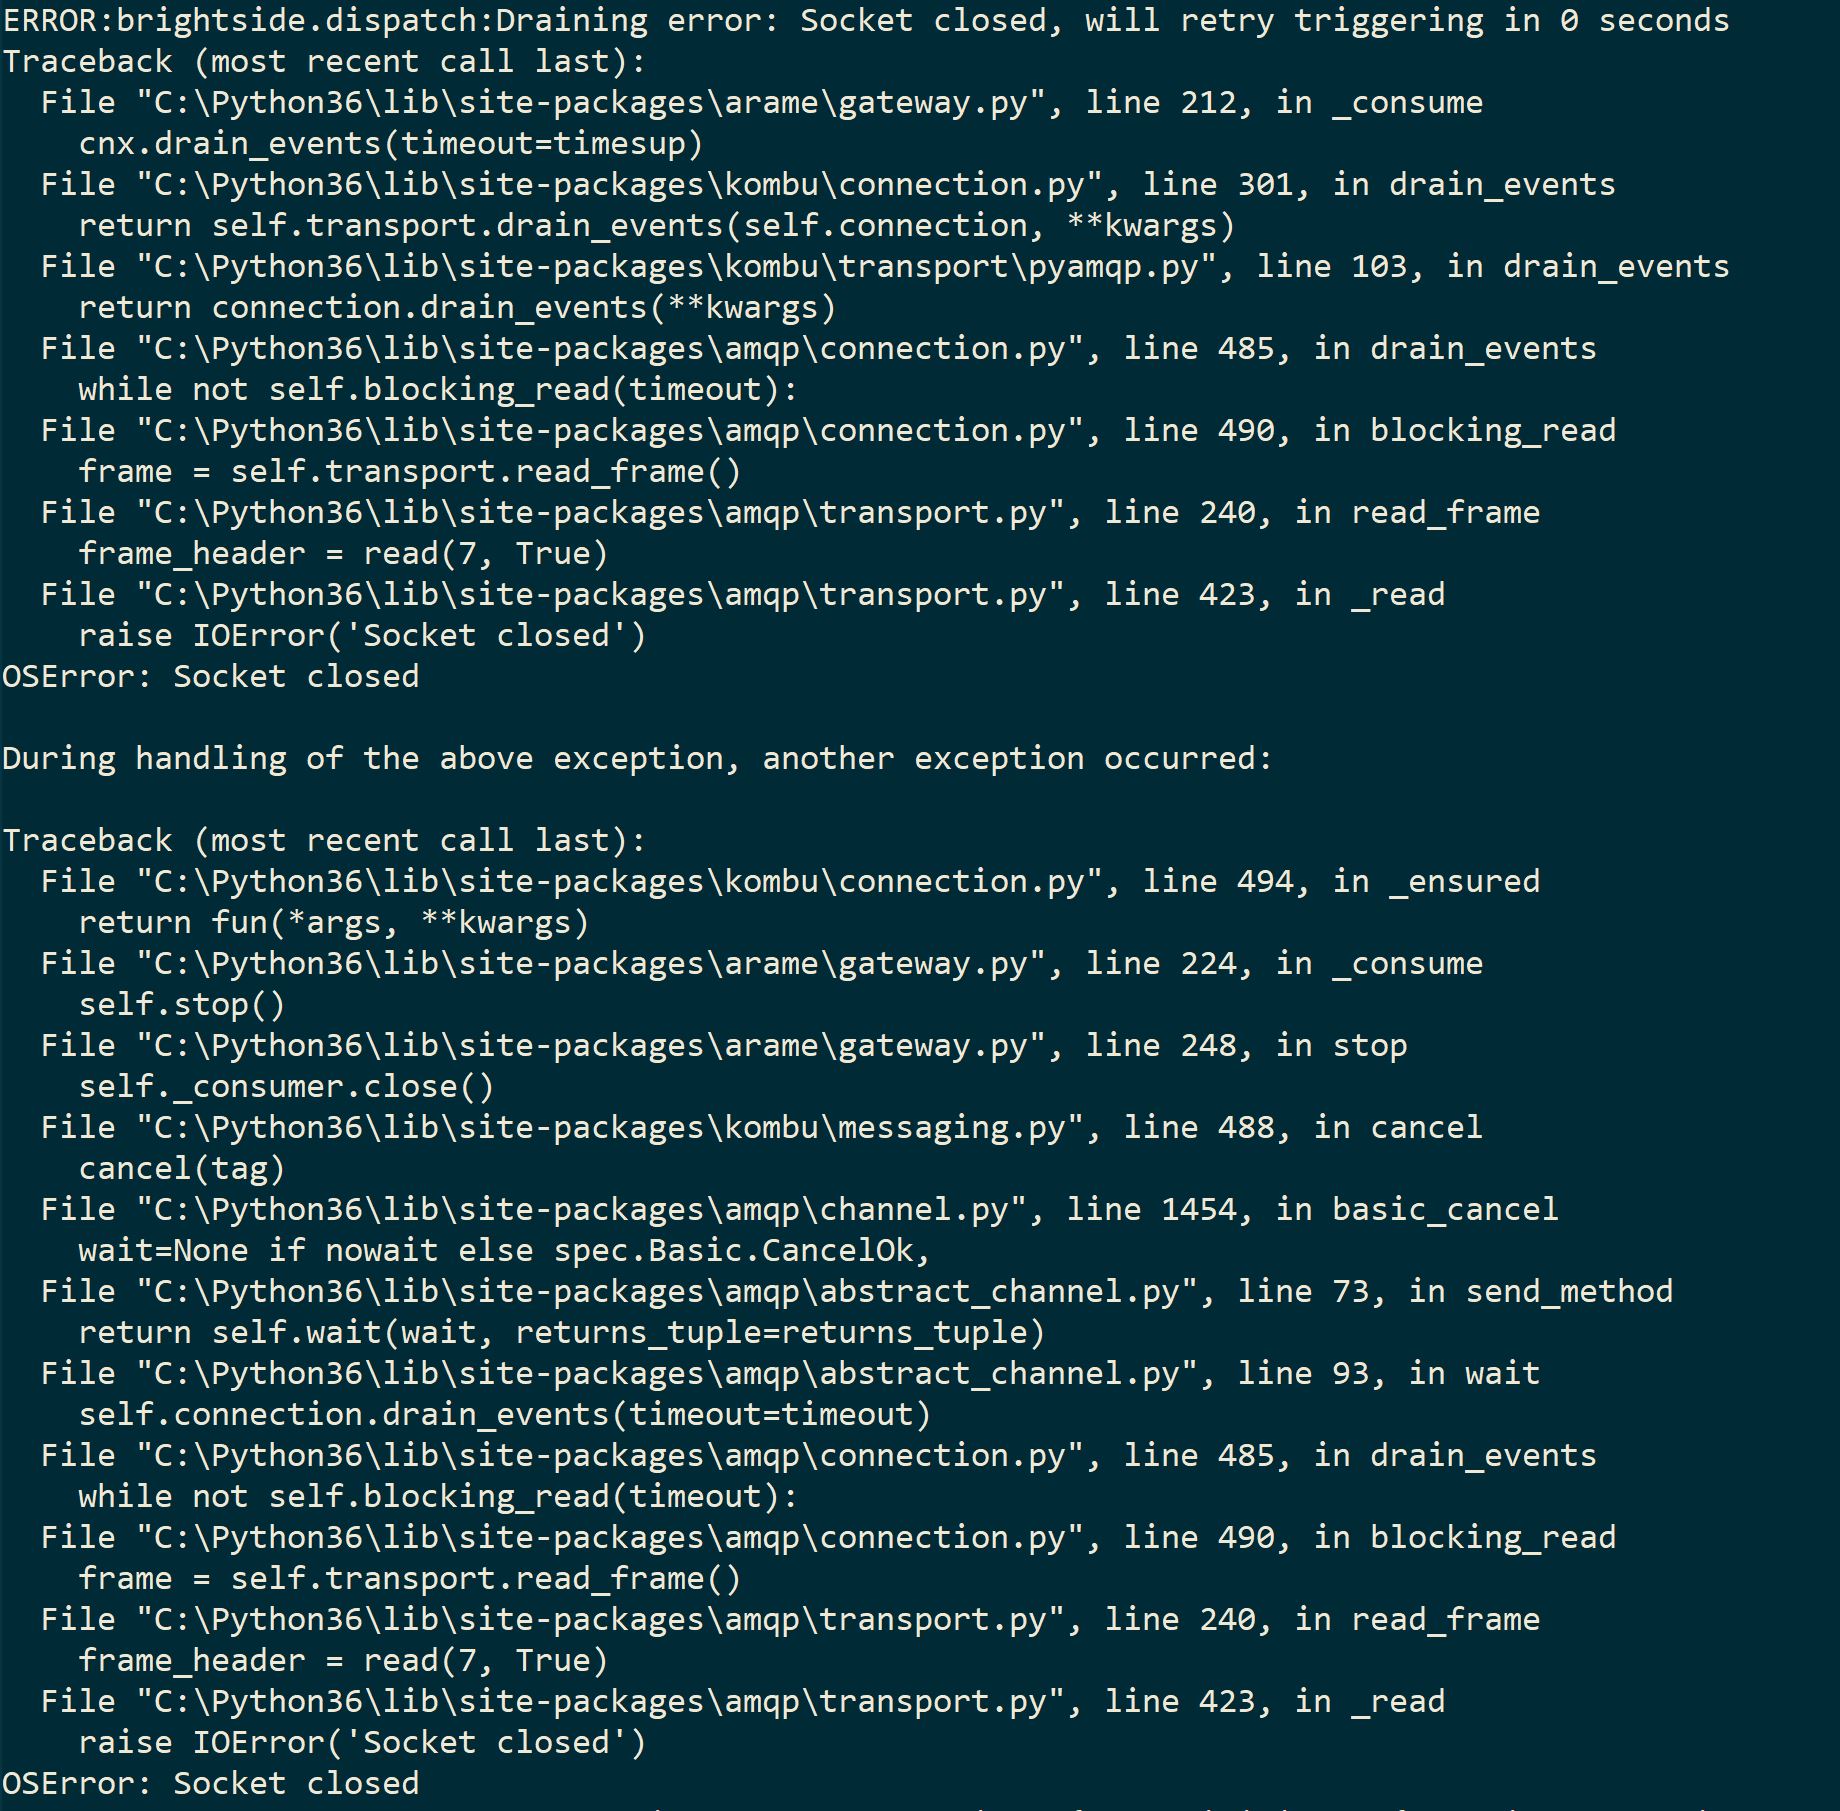 ERROR:brightside.dispatch:Draining error: Socket closed, will retry triggering in 0 seconds
Traceback (most recent call last):
  File "C:\Python36\lib\site-packages\arame\gateway.py", line 212, in _consume
    cnx.drain_events(timeout=timesup)
  File "C:\Python36\lib\site-packages\kombu\connection.py", line 301, in drain_events
    return self.transport.drain_events(self.connection, **kwargs)
  File "C:\Python36\lib\site-packages\kombu\transport\pyamqp.py", line 103, in drain_events
    return connection.drain_events(**kwargs)
  File "C:\Python36\lib\site-packages\amqp\connection.py", line 485, in drain_events
    while not self.blocking_read(timeout):
  File "C:\Python36\lib\site-packages\amqp\connection.py", line 490, in blocking_read
    frame = self.transport.read_frame()
  File "C:\Python36\lib\site-packages\amqp\transport.py", line 240, in read_frame
    frame_header = read(7, True)
  File "C:\Python36\lib\site-packages\amqp\transport.py", line 423, in _read
    raise IOError('Socket closed')
OSError: Socket closed

During handling of the above exception, another exception occurred:

Traceback (most recent call last):
  File "C:\Python36\lib\site-packages\kombu\connection.py", line 494, in _ensured
    return fun(*args, **kwargs)
  File "C:\Python36\lib\site-packages\arame\gateway.py", line 224, in _consume
    self.stop()
  File "C:\Python36\lib\site-packages\arame\gateway.py", line 248, in stop
    self._consumer.close()
  File "C:\Python36\lib\site-packages\kombu\messaging.py", line 488, in cancel
    cancel(tag)
  File "C:\Python36\lib\site-packages\amqp\channel.py", line 1454, in basic_cancel
    wait=None if nowait else spec.Basic.CancelOk,
  File "C:\Python36\lib\site-packages\amqp\abstract_channel.py", line 73, in send_method
    return self.wait(wait, returns_tuple=returns_tuple)
  File "C:\Python36\lib\site-packages\amqp\abstract_channel.py", line 93, in wait
    self.connection.drain_events(timeout=timeout)
  File "C:\Python36\lib\site-packages\amqp\connection.py", line 485, in drain_events
    while not self.blocking_read(timeout):
  File "C:\Python36\lib\site-packages\amqp\connection.py", line 490, in blocking_read
    frame = self.transport.read_frame()
  File "C:\Python36\lib\site-packages\amqp\transport.py", line 240, in read_frame
    frame_header = read(7, True)
  File "C:\Python36\lib\site-packages\amqp\transport.py", line 423, in _read
    raise IOError('Socket closed')
OSError: Socket closed